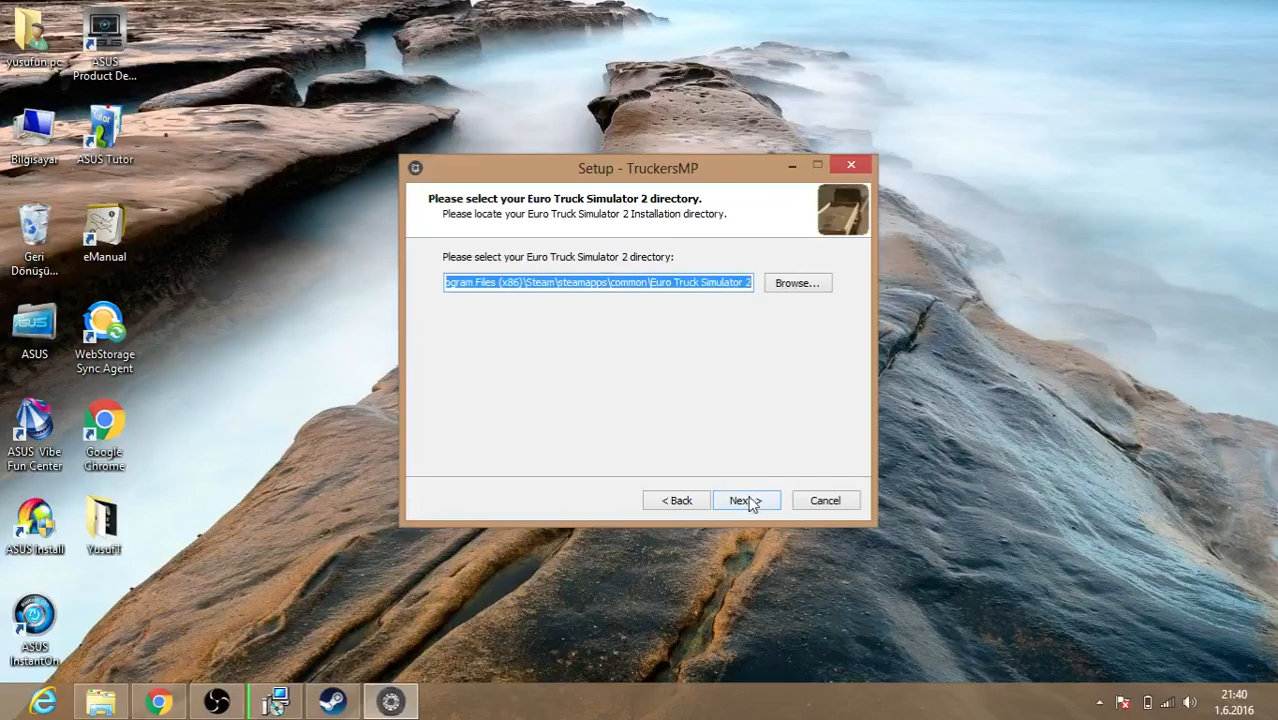 yusufun pc
ASUS
Product De...
Bilgisayar
ASUS Tutor
Geri
Dönüşü...
eManual
ASUS
WebStorage
Sync Agent
ASUS Vibe
Fun Center
Google
Chrome
ASUS Install
YusufT
ASUS
InstantOn
Setup - TruckersMP
Please select your Euro Truck Simulator 2 directory.
Please locate your Euro Truck Simulator 2 Installation directory.
Please select your Euro Truck Simulator 2 directory:
ogram Files (x86)\Steam\steamapps\common\Euro Truck Simulator 2
Browse...
< Back
Next >
Cancel
21:40
1.6.2016